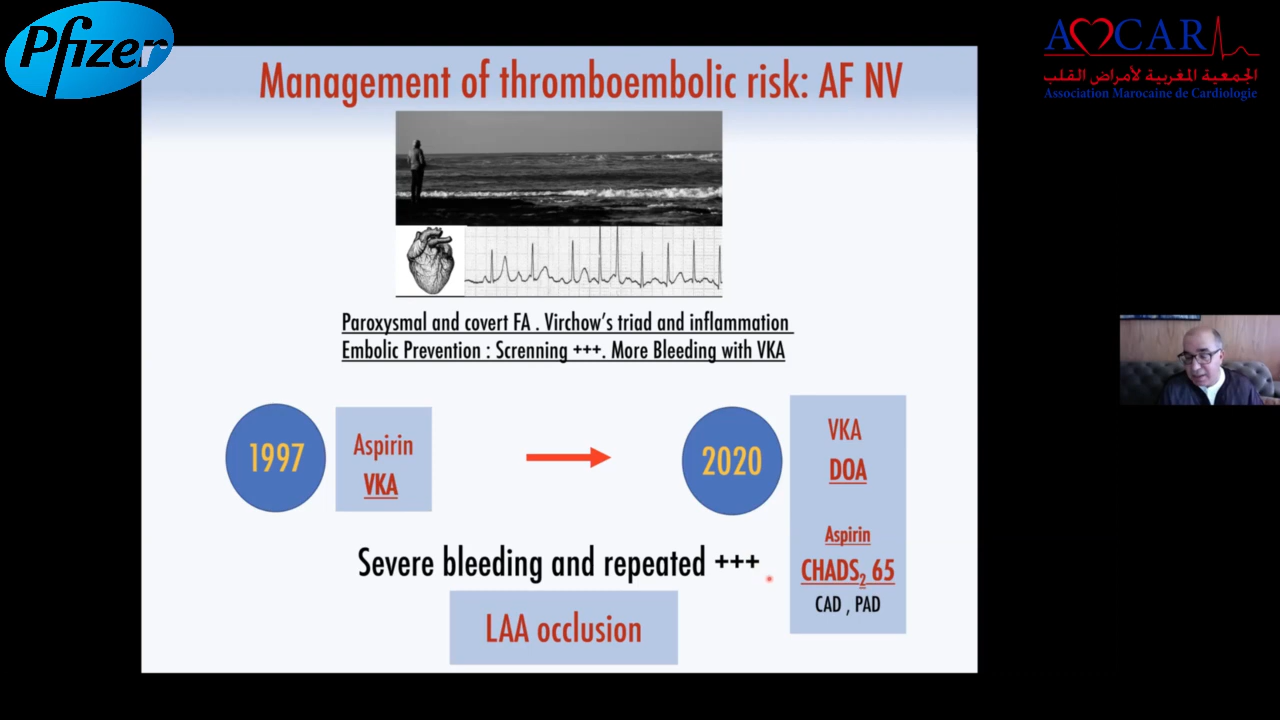 Pfizer
AMCAR
الجمعية المغربية لأمراض القلب
Association Marocaine de Cardiologie
Management of thromboembolic risk: AF NV
Paroxysmal and covert FA . Virchow's triad and inflammation
Embolic Prevention : Screnning +++. More Bleeding with VKA
1997
Aspirin
VKA
2020
VKA
DOA
Aspirin
CHADS₂ 65
CAD , PAD
Severe bleeding and repeated +++
LAA occlusion